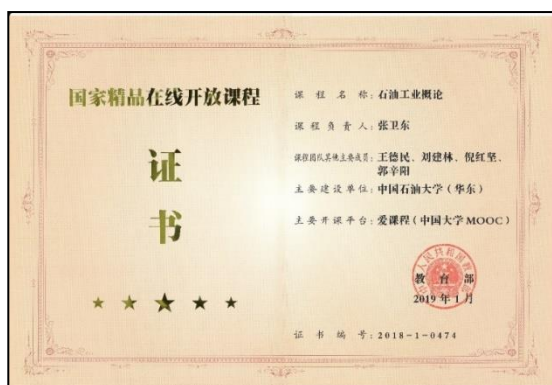 国家精品在线开放课程
证
书
课程名称：石油工业概论
课程负责人：张卫东
课程团队其他主要成员：王德民、刘建林、倪红坚、
郭辛阳
主要建设单位：中国石油大学（华东）
主要开课平台：爱课程（中国大学MOOC）
教育部
2019年1月
证书编号：2018-1-0474